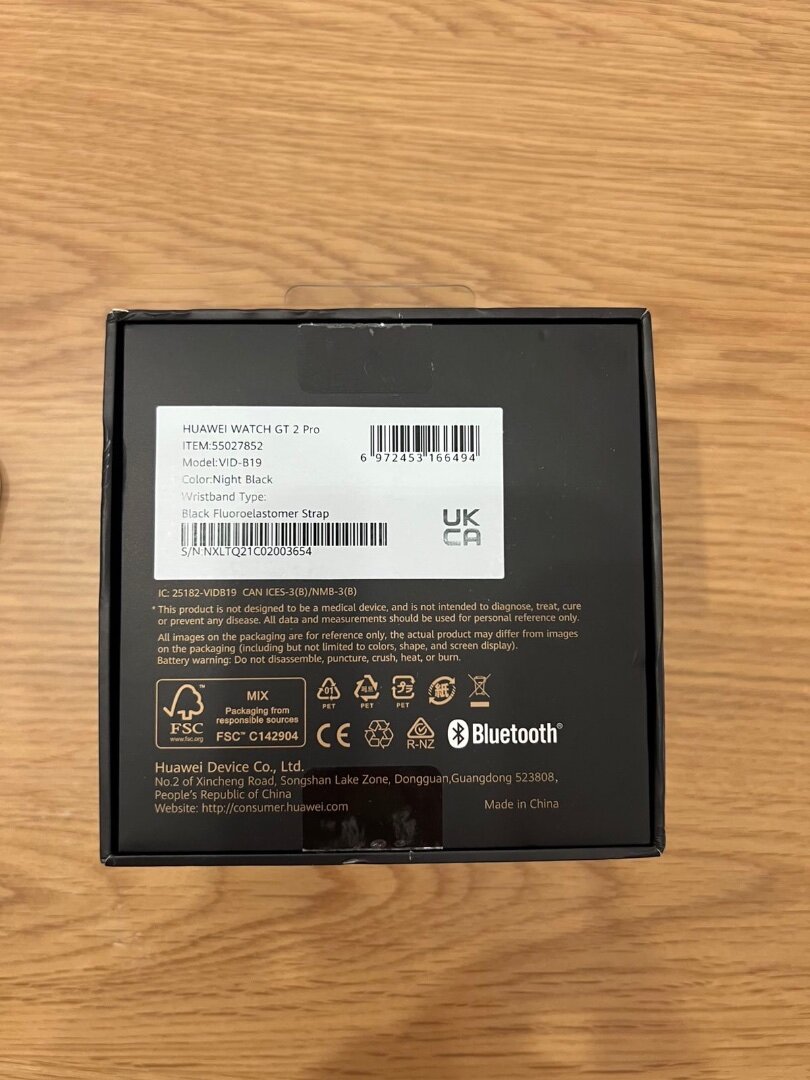 HUAWEI WATCH GT 2 Pro
ITEM:55027852
Model:VID-B19
Color:Night Black
Wristband Type:
Black Fluoroelastomer Strap
S/N:NXLTQ21C02003654
6 972453 166494
UK
CA
IC: 25182-VIDB19 CAN ICES-3(B)/NMB-3(B)
* This product is not designed to be a medical device, and is not intended to diagnose, treat, cure
or prevent any disease. All data and measurements should be used for personal reference only.
All images on the packaging are for reference only, the actual product may differ from images
on the packaging (including but not limited to colors, shape, and screen display).
Battery warning: Do not disassemble, puncture, crush, heat, or burn.
FSC™
www.fsc.org
MIX
Packaging from
responsible sources
FSC™ C142904
01
PET
PET
プラ
PET
紙
CE
R-NZ
Bluetooth®
Huawei Device Co., Ltd.
No.2 of Xincheng Road, Songshan Lake Zone, Dongguan,Guangdong 523808,
People's Republic of China
Website: http://consumer.huawei.com
Made in China